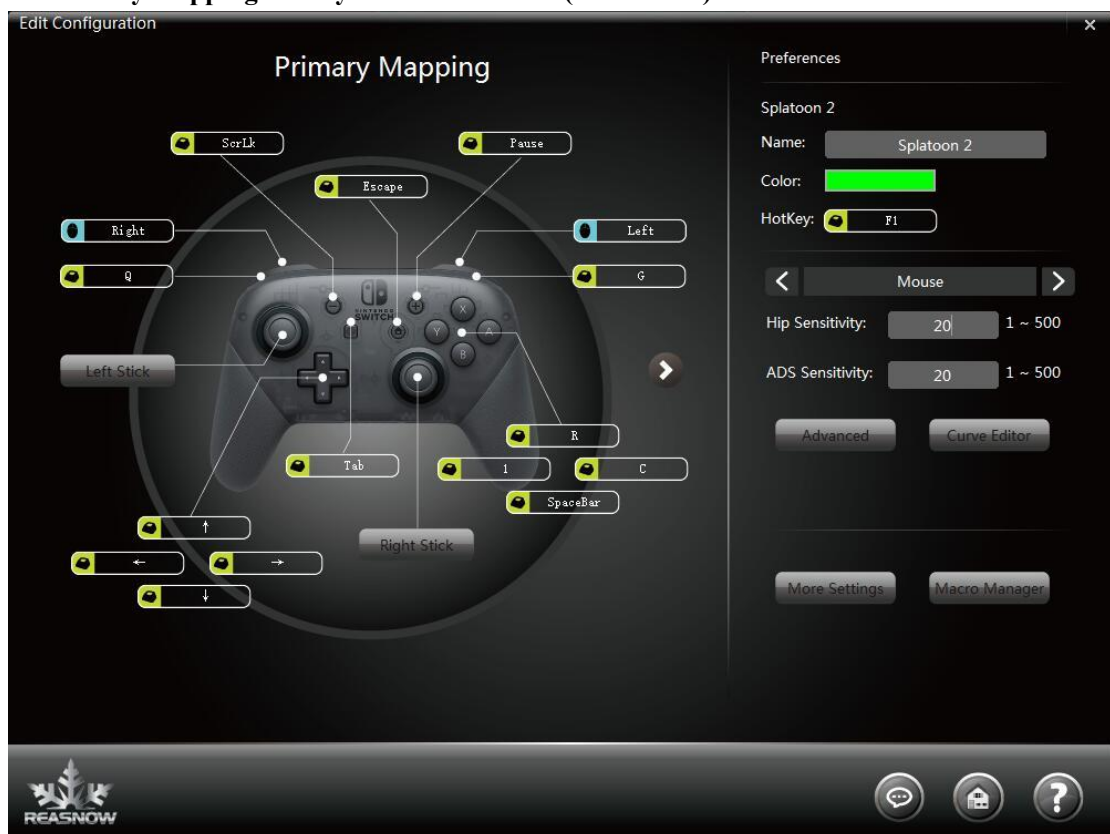 Edit Configuration
Primary Mapping
ScrLk
Pause
Escape
Right
Left
Q
G
NINTENDO
SWITCH
X
Y
A
B
Left Stick
R
Tab
1
C
SpaceBar
↑
Right Stick
←
→
↓
Preferences
Splatoon 2
Name: Splatoon 2
Color:
HotKey: F1
Mouse
Hip Sensitivity: 20 1 ~ 500
ADS Sensitivity: 20 1 ~ 500
Advanced Curve Editor
More Settings Macro Manager
REASNOW
?